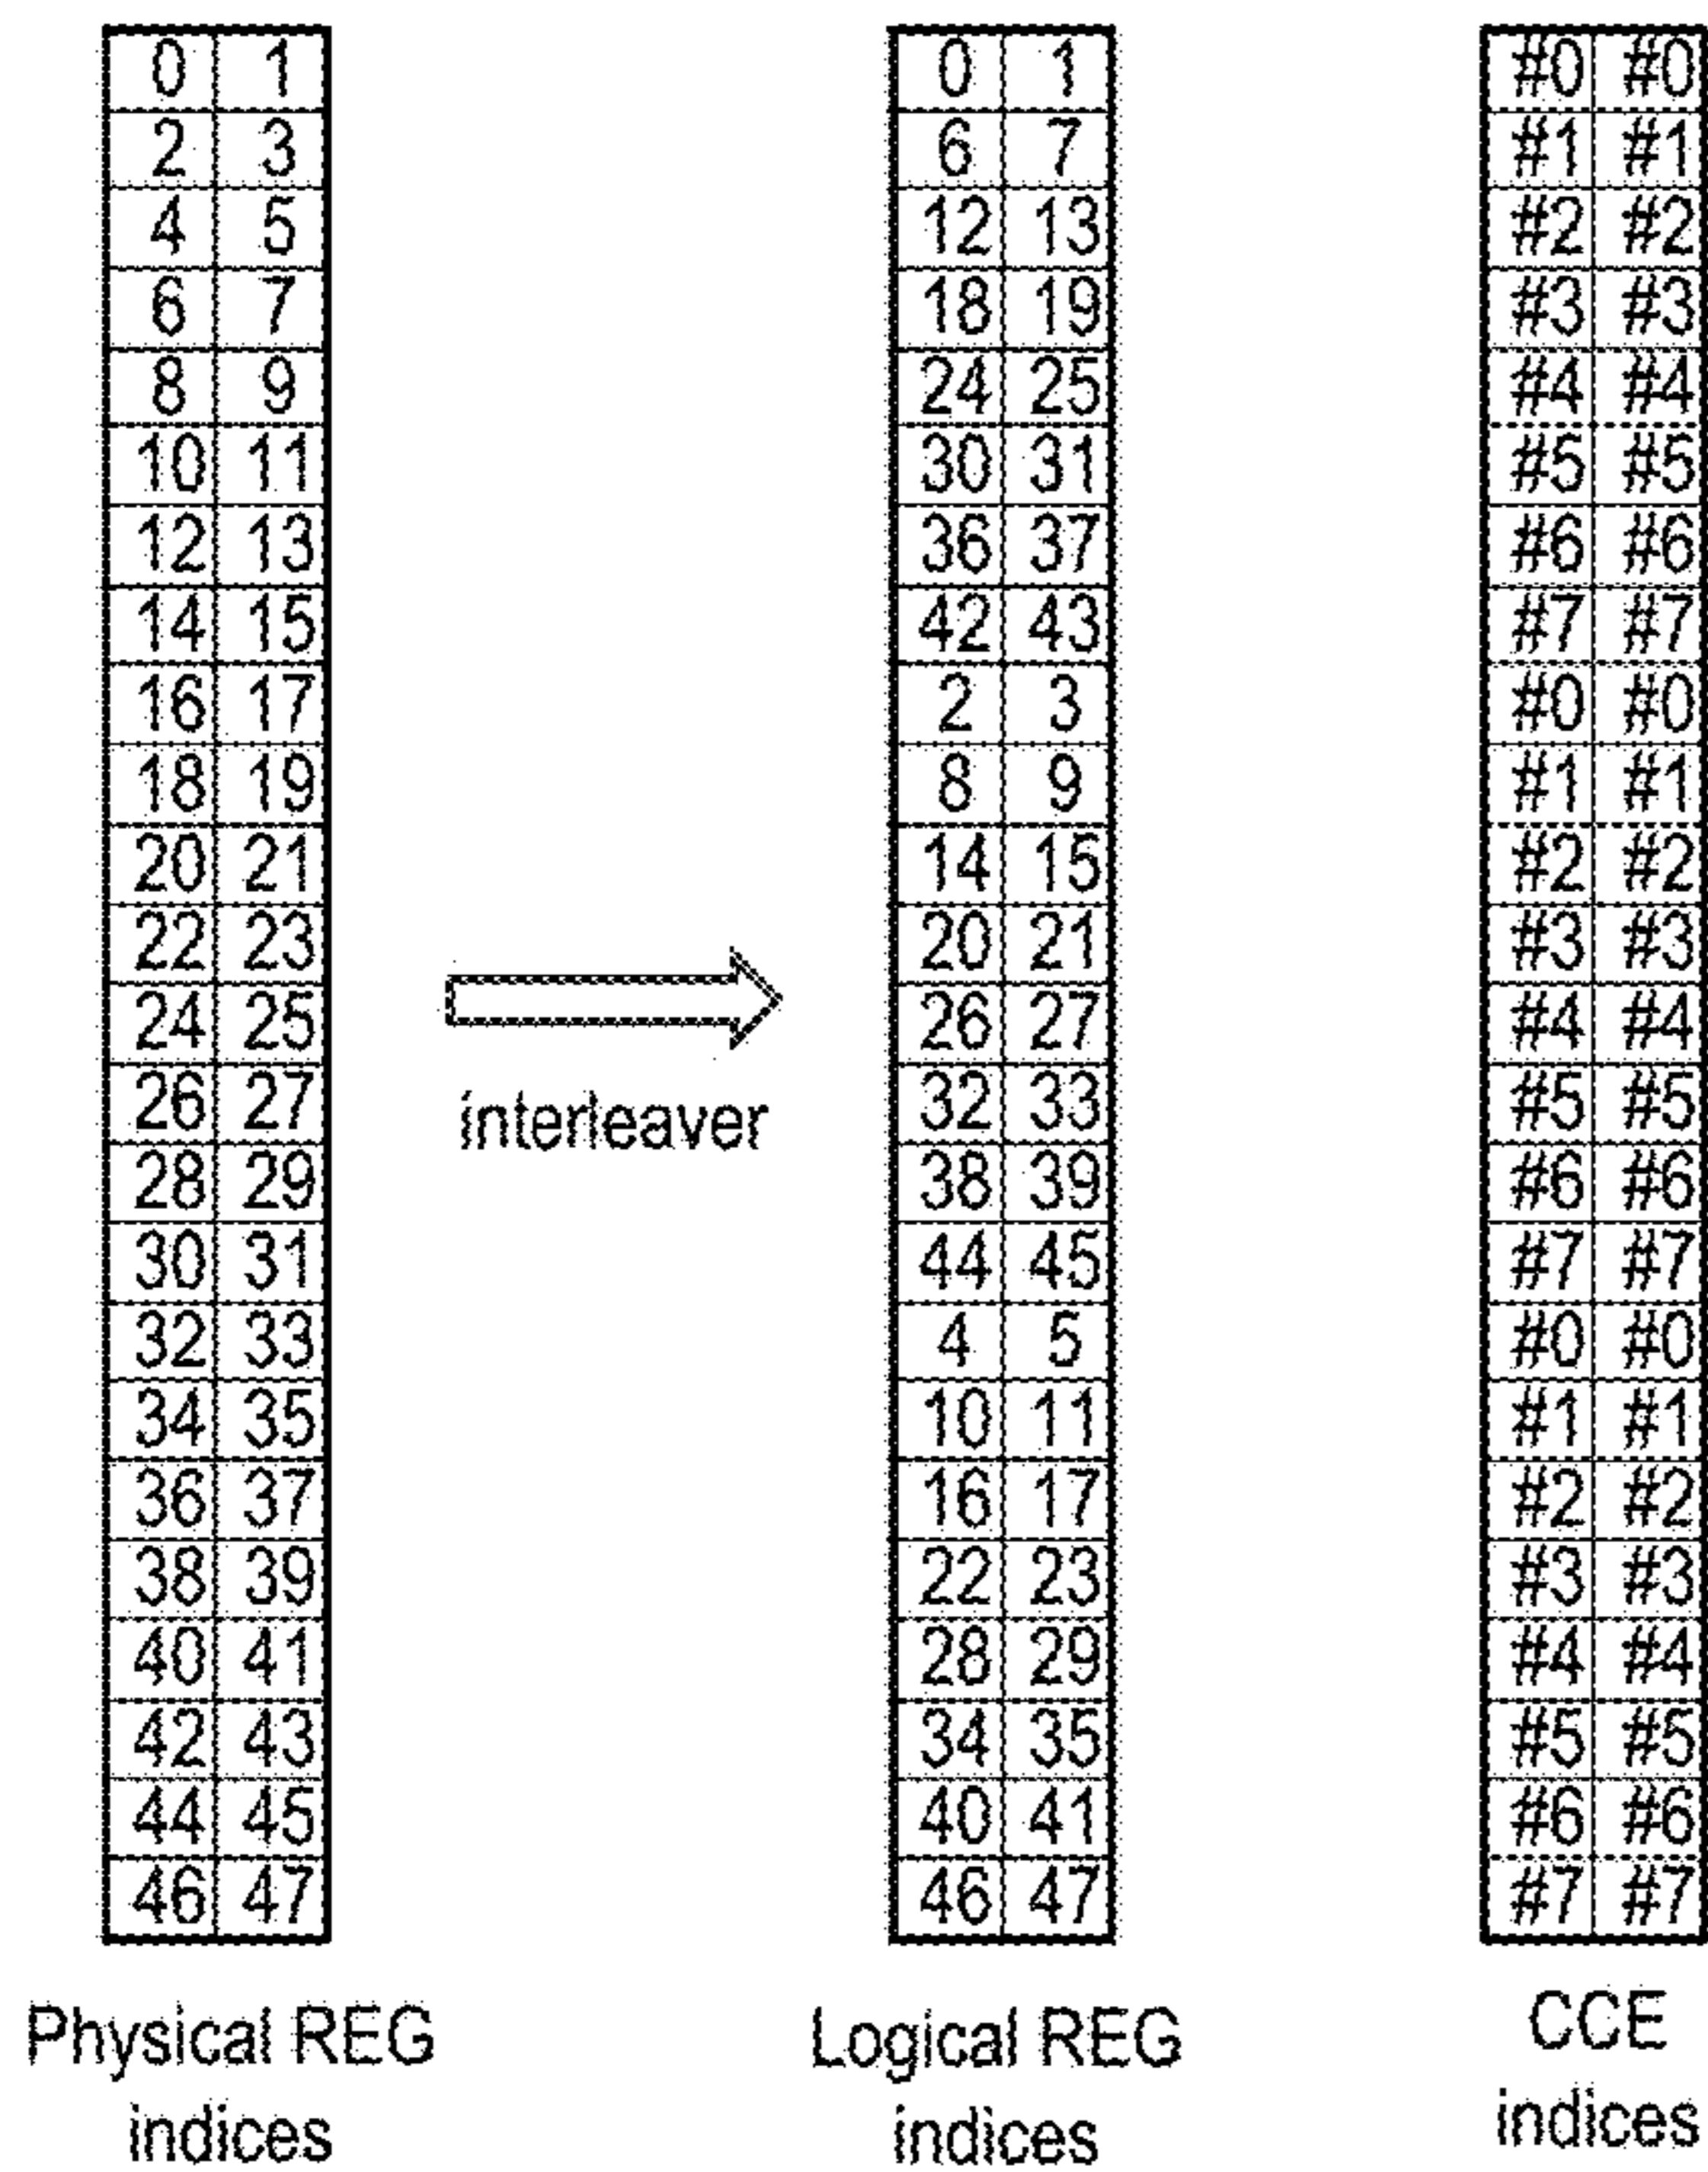 0 1 0 1 #0 #0
2 3 6 7 #1 #1
4 5 12 13 #2 #2
6 7 18 19 #3 #3
8 9 24 25 #4 #4
10 11 30 31 #5 #5
12 13 36 37 #6 #6
14 15 42 43 #7 #7
16 17 2 3 #0 #0
18 19 8 9 #1 #1
20 21 14 15 #2 #2
22 23 20 21 #3 #3
24 25 26 27 #4 #4
26 27 32 33 #5 #5
interleaver
28 29 38 39 #6 #6
30 31 44 45 #7 #7
32 33 4 5 #0 #0
34 35 10 11 #1 #1
36 37 16 17 #2 #2
38 39 22 23 #3 #3
40 41 28 29 #4 #4
42 43 34 35 #5 #5
44 45 40 41 #6 #6
46 47 46 47 #7 #7
Physical REG
indices
Logical REG
indices
CCE
indices